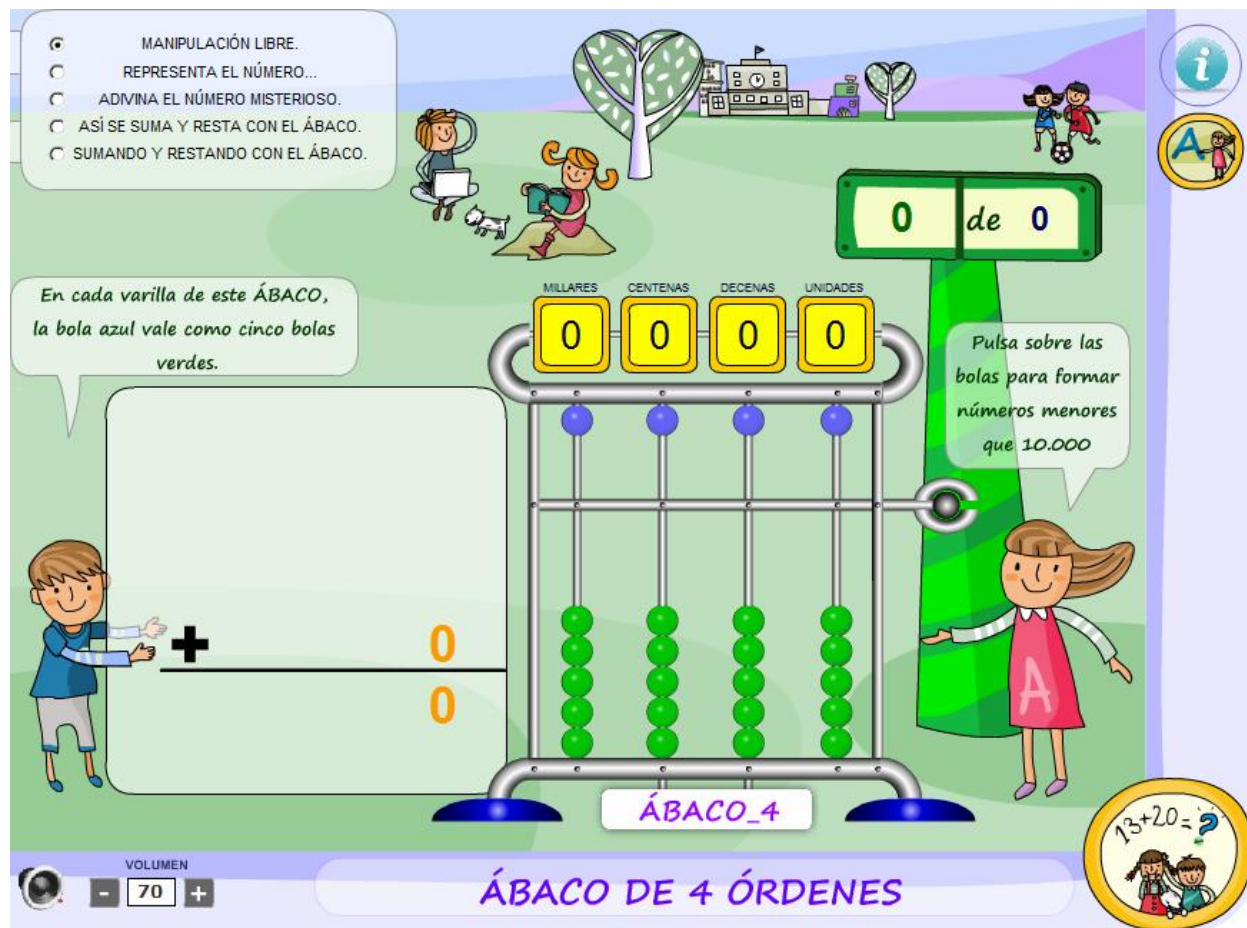 MANIPULACIÓN LIBRE.
REPRESENTA EL NÚMERO...
ADIVINA EL NÚMERO MISTERIOSO.
ASÍ SE SUMA Y RESTA CON EL ÁBACO.
SUMANDO Y RESTANDO CON EL ÁBACO.
i
A
0 de 0
En cada varilla de este ÁBACO,
la bola azul vale como cinco bolas
verdes.
MILLARES CENTENAS DECENAS UNIDADES
0 0 0 0
Pulsa sobre las
bolas para formar
números menores
que 10.000
+ 0
0
A
ÁBACO_4
13+20=?
VOLUMEN
- 70 +
ÁBACO DE 4 ÓRDENES